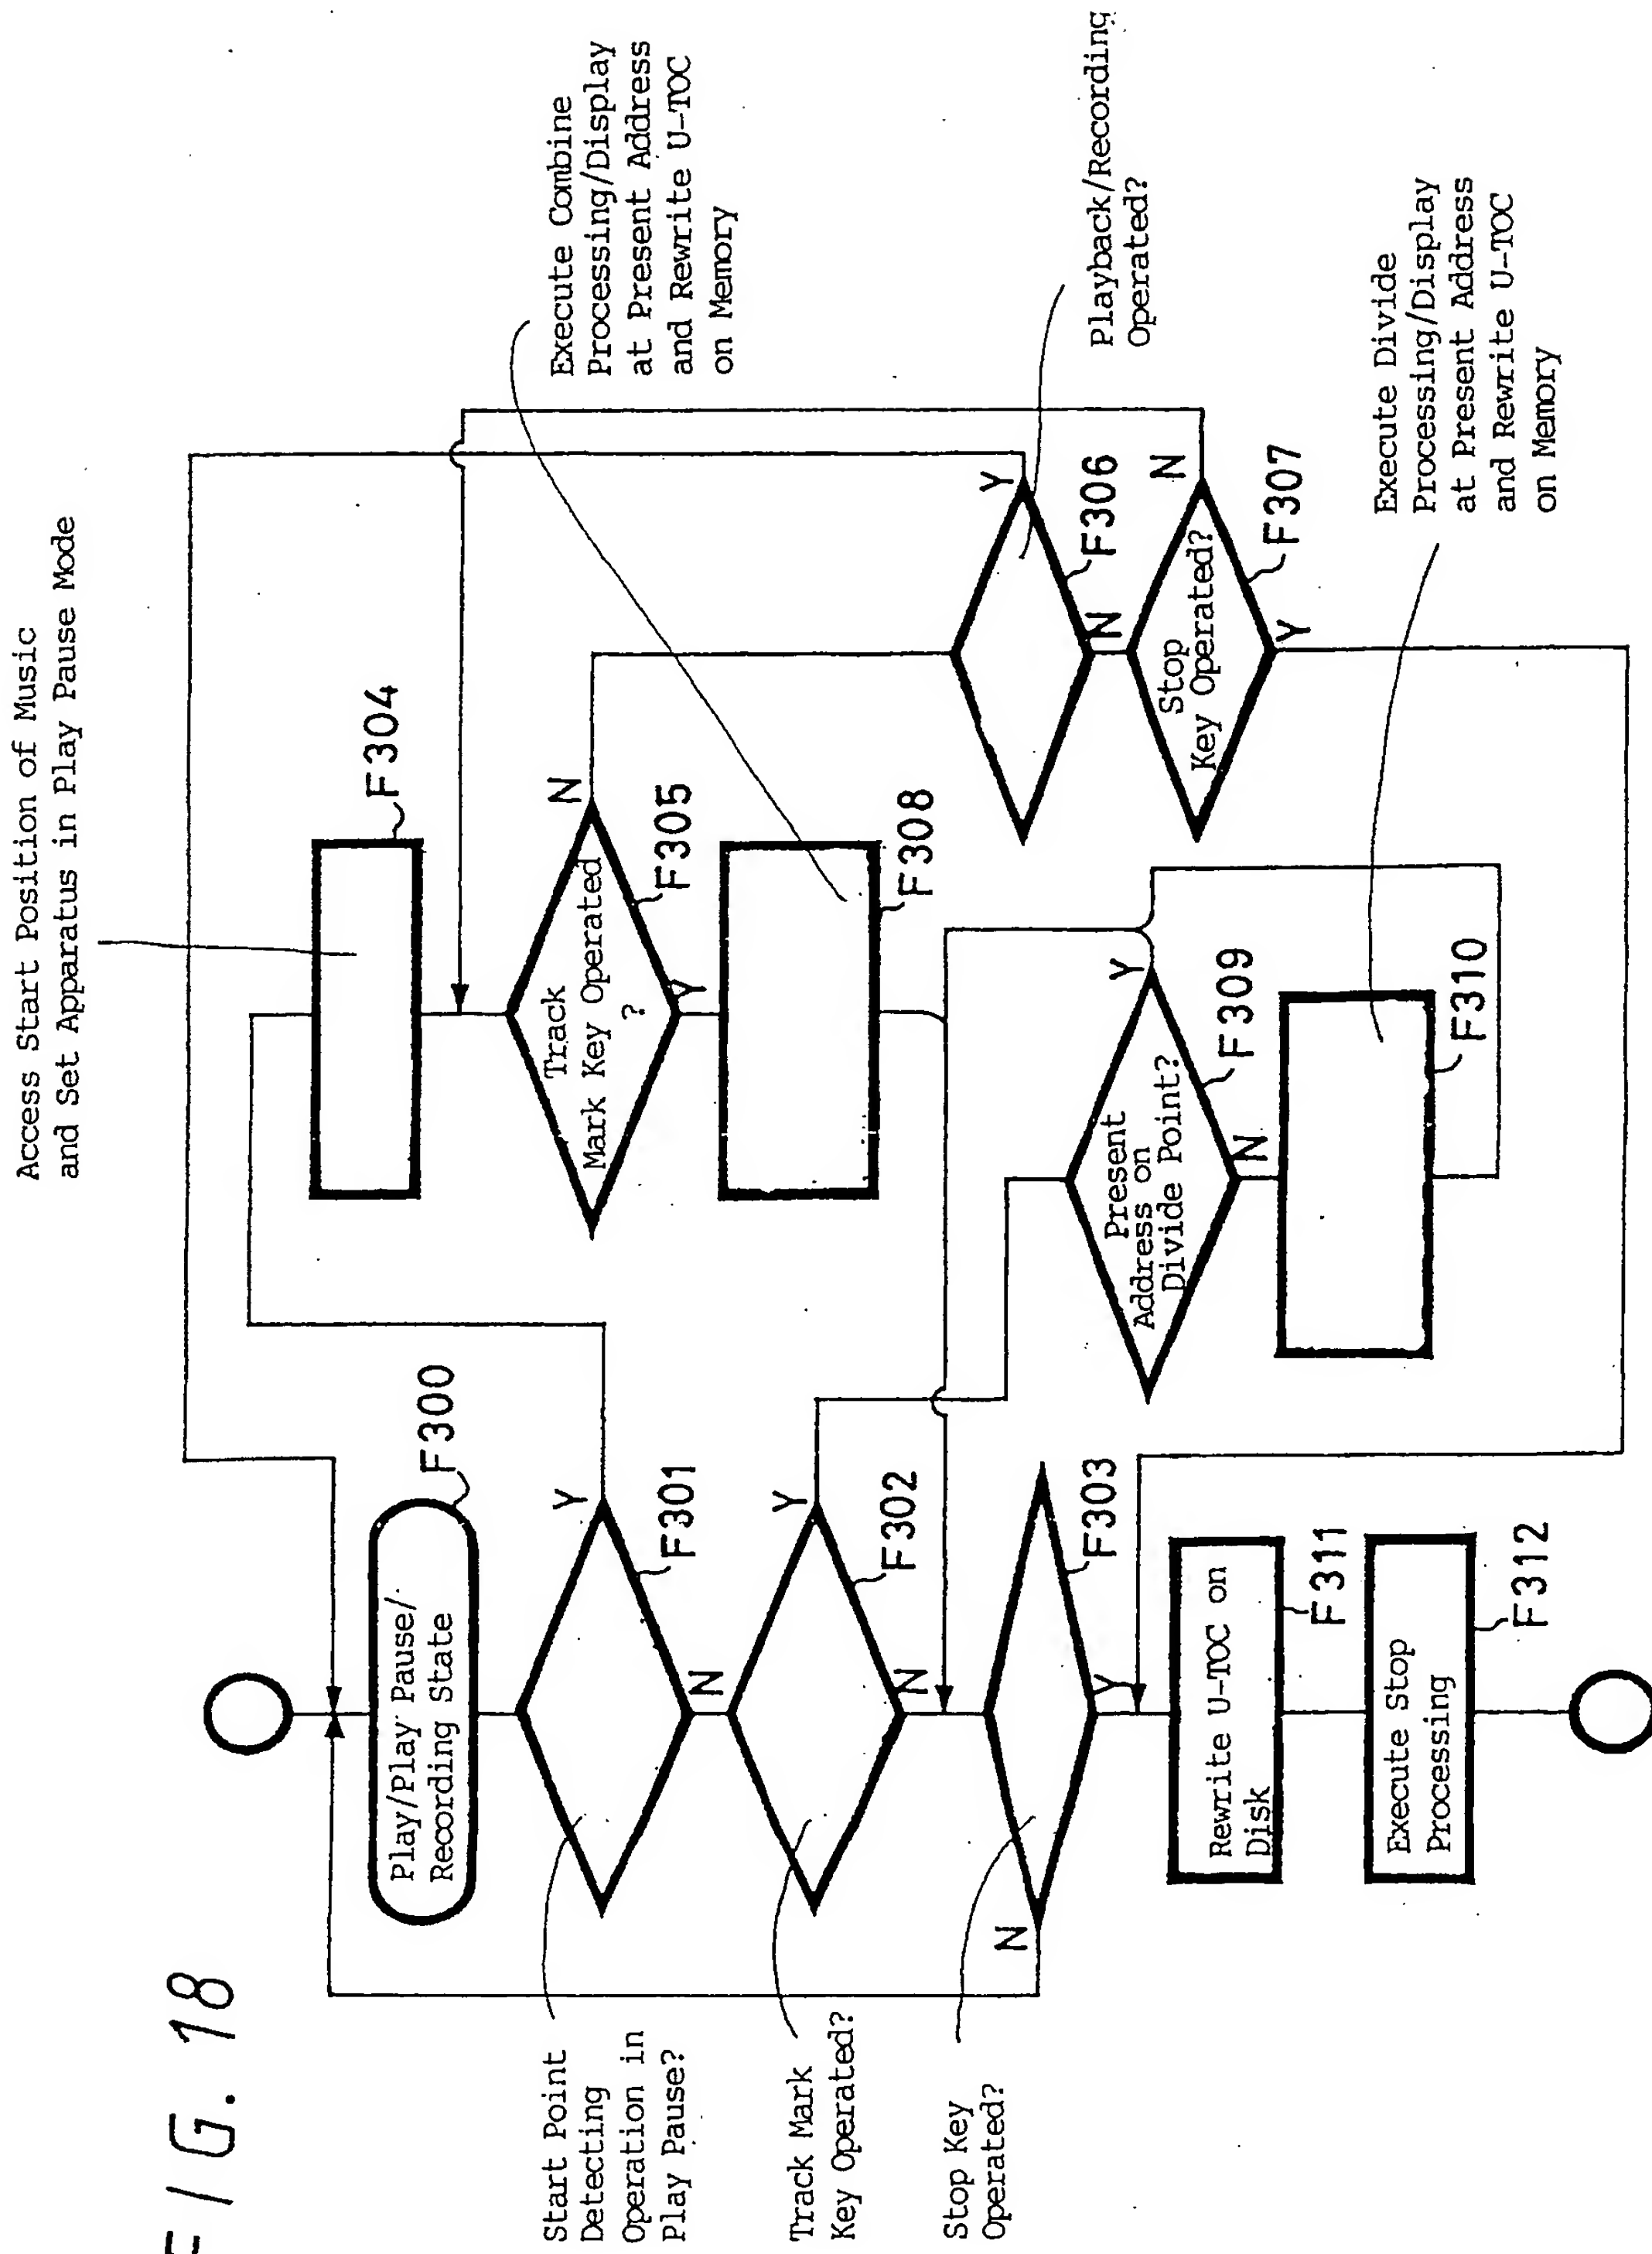 FIG. 18
Play/Play Pause/
Recording State
F300
Start Point
Detecting
Operation in
Play Pause?
Y
F301
N
Track Mark
Key Operated?
Y
F302
N
Stop Key
Operated?
N
F303
Y
Rewrite U-TOC on
Disk
F311
Execute Stop
Processing
F312
Access Start Position of Music
and Set Apparatus in Play Pause Mode
F304
Track
Mark Key Operated
?
N
F305
Y
Execute Combine
Processing/Display
at Present Address
and Rewrite U-TOC
on Memory
F308
Playback/Recording
Operated?
Y
F306
N
Stop
Key Operated?
N
F307
Y
Present
Address on
Divide Point?
Y
F309
N
Execute Divide
Processing/Display
at Present Address
and Rewrite U-TOC
on Memory
F310